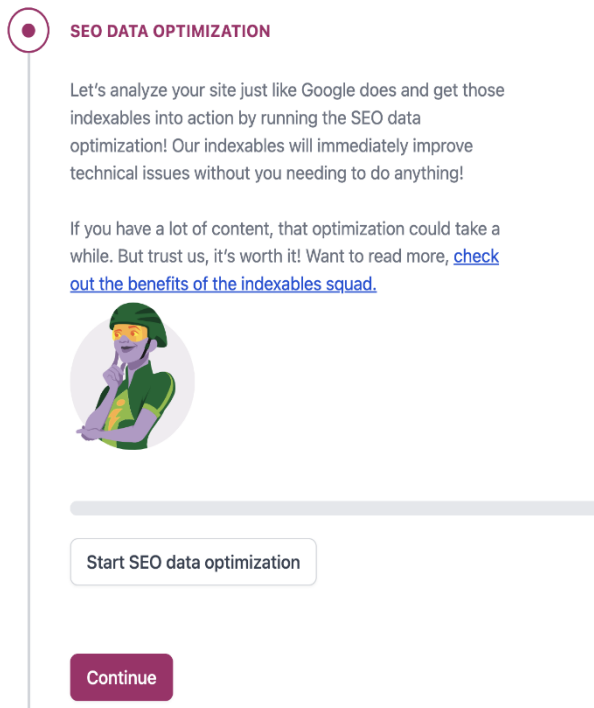 SEO DATA OPTIMIZATION
Let's analyze your site just like Google does and get those
indexables into action by running the SEO data
optimization! Our indexables will immediately improve
technical issues without you needing to do anything!
If you have a lot of content, that optimization could take a
while. But trust us, it's worth it! Want to read more, check
out the benefits of the indexables squad.
Start SEO data optimization
Continue